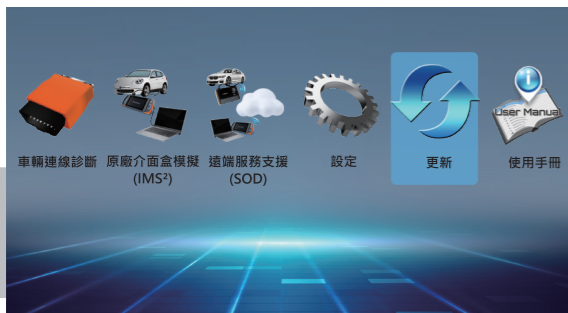 User Manual
車輛連線診斷
原廠介面盒模擬
(IMS²)
遠端服務支援
(SOD)
設定
更新
使用手冊